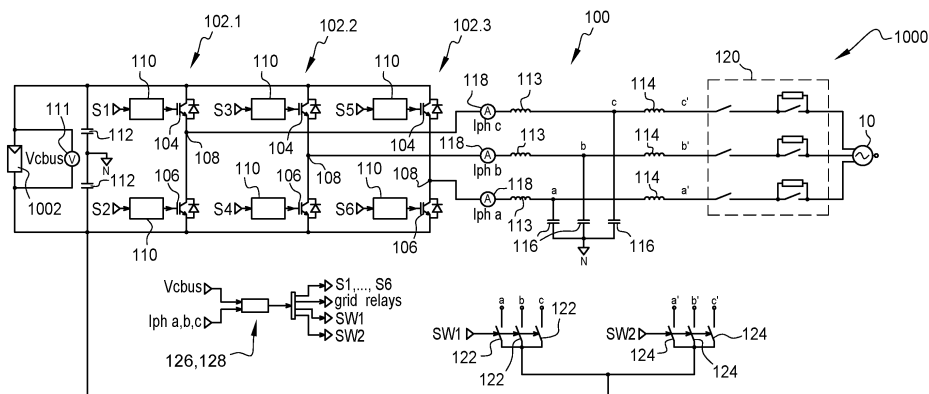 102.1
102.2
102.3
100
1000
110
110
110
118
113
114
120
S1
S3
S5
A
c
c'
111
112
104
104
104
Iph c
113
114
10
Vcbus
V
N
108
118
A
b
b'
112
106
110
106
108
108
Iph b
118
113
114
1002
110
A
a
a'
S2
S4
S6
Iph a
113
110
106
116
N
116
Vcbus
S1,..., S6
grid relays
Iph a,b,c
SW1
SW2
126,128
a
b
c
122
SW1
122
122
a'
b'
c'
SW2
124
124
124